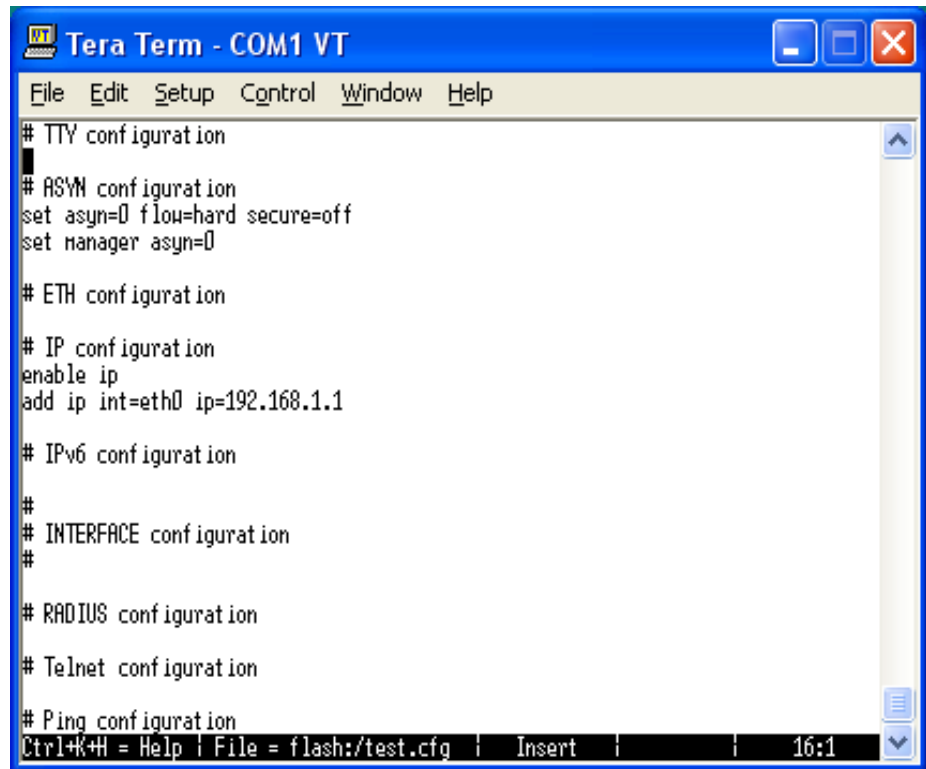 Tera Term - COM1 VT
File Edit Setup Control Window Help
# TTY configuration
# ASYN configuration
set asyn=0 flow=hard secure=off
set manager asyn=0
# ETH configuration
# IP configuration
enable ip
add ip int=eth0 ip=192.168.1.1
# IPv6 configuration
#
# INTERFACE configuration
#
# RADIUS configuration
# Telnet configuration
# Ping configuration
Ctrl+K+H = Help | File = flash:/test.cfg | Insert | | 16:1